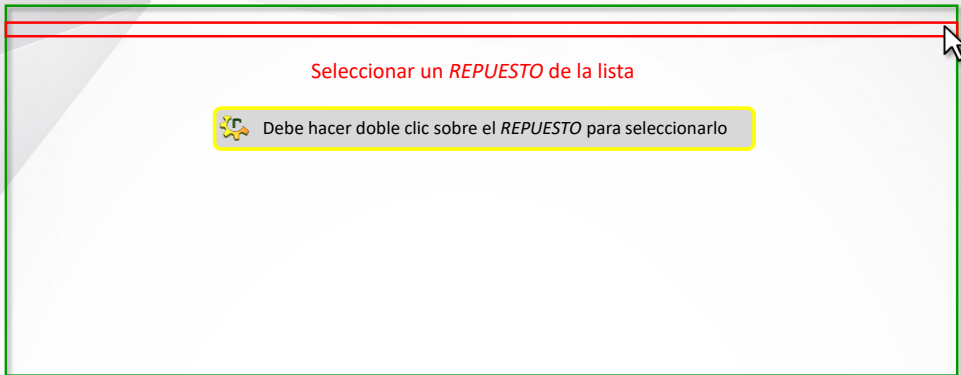 Seleccionar un REPUESTO de la lista
Debe hacer doble clic sobre el REPUESTO para seleccionarlo